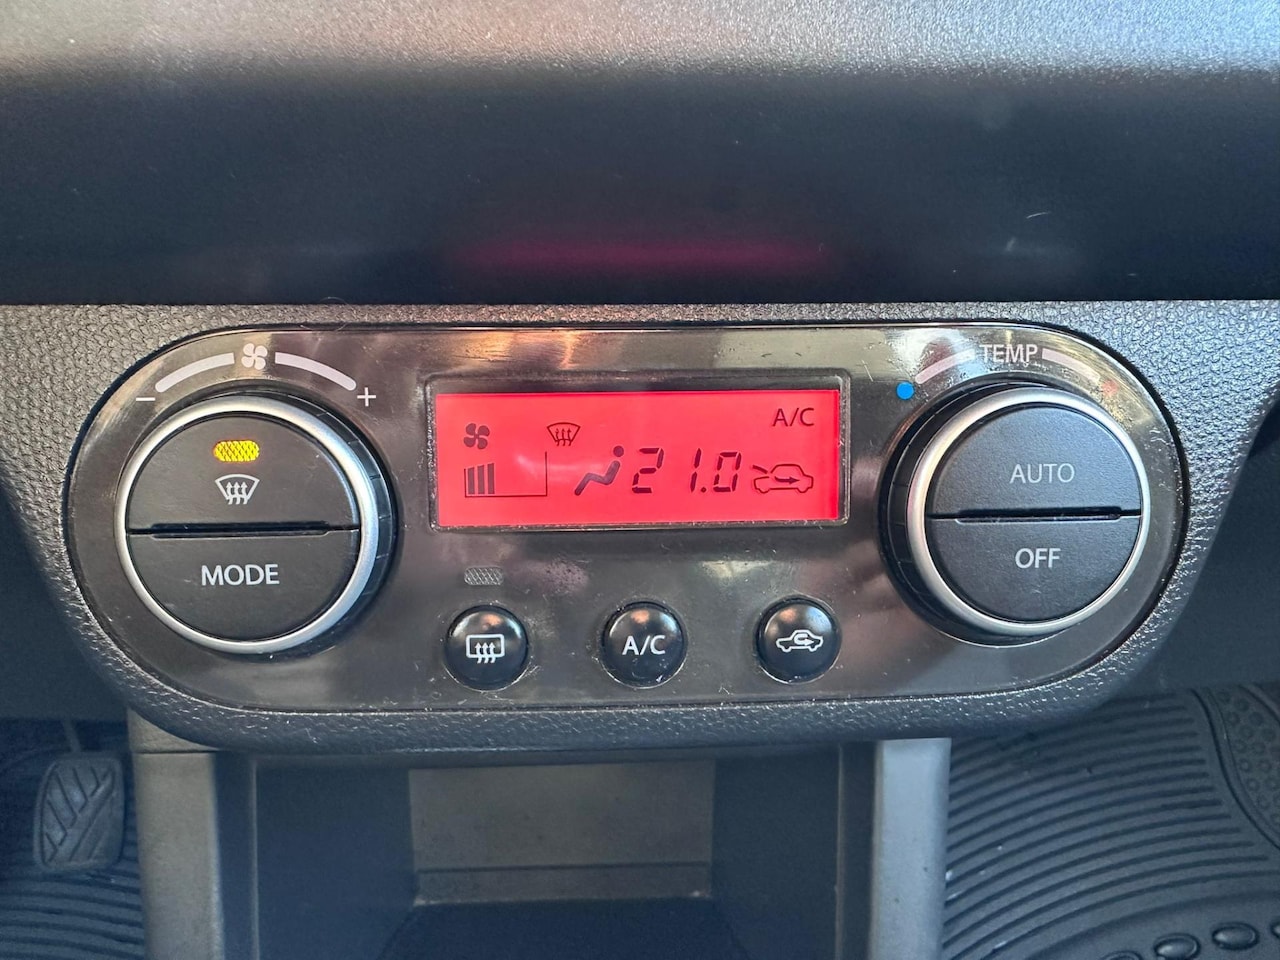 − +
TEMP
A/C
21.0
AUTO
OFF
MODE
A/C